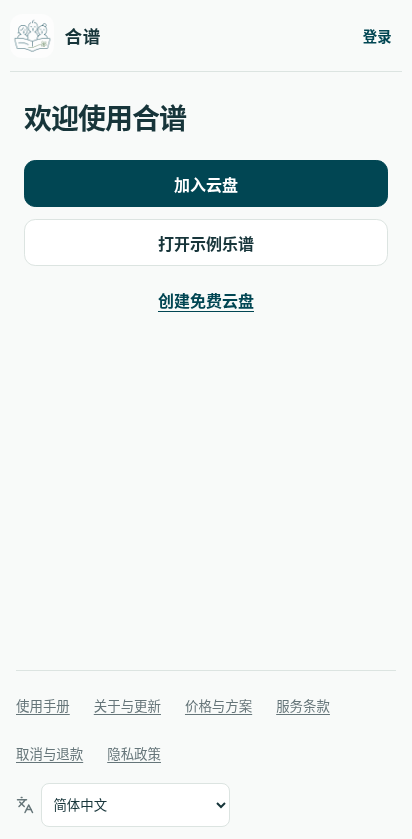 合谱
登录
欢迎使用合谱
加入云盘
打开示例乐谱
创建免费云盘
使用手册 关于与更新 价格与方案 服务条款
取消与退款 隐私政策
简体中文